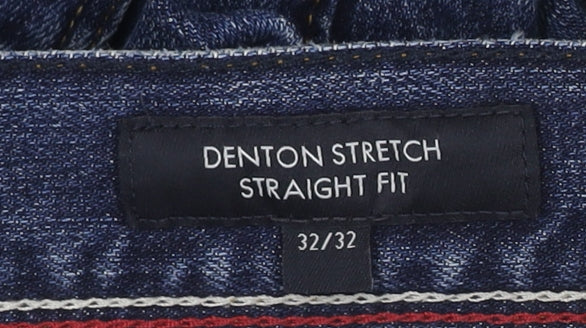 DENTON STRETCH
STRAIGHT FIT
32/32